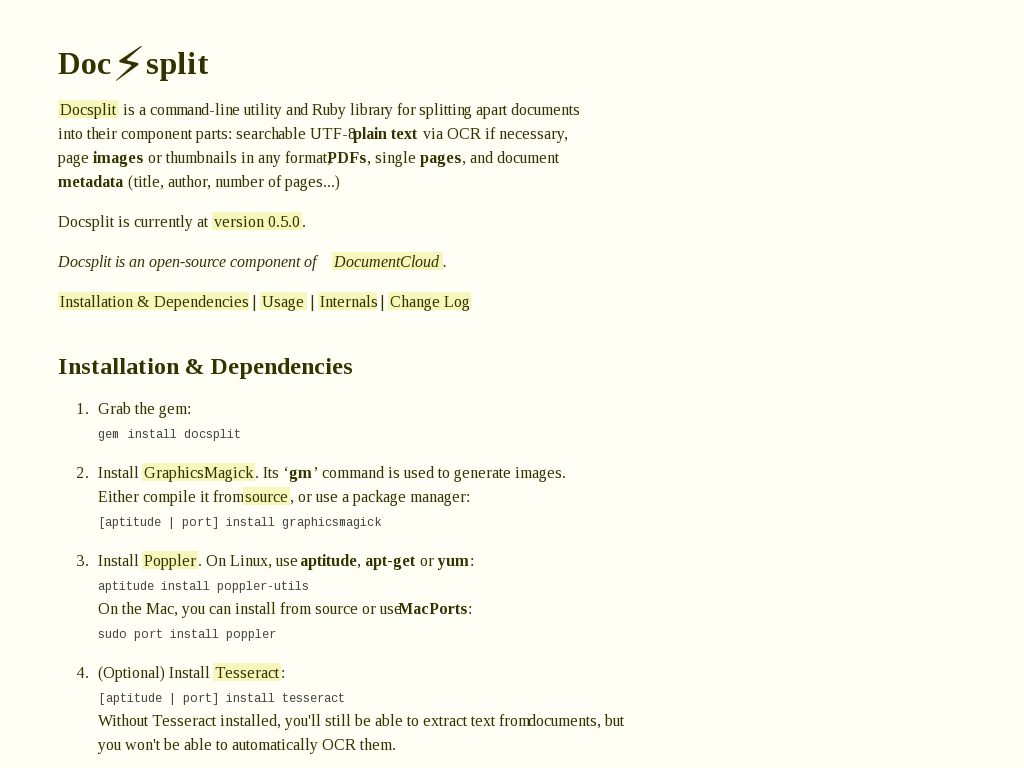 Doc⚡split
Docsplit is a command-line utility and Ruby library for splitting apart documents
into their component parts: searchable UTF-8 plain text via OCR if necessary,
page images or thumbnails in any format, PDFs, single pages, and document
metadata (title, author, number of pages...)
Docsplit is currently at version 0.5.0.
Docsplit is an open-source component of DocumentCloud.
Installation & Dependencies | Usage | Internals | Change Log
Installation & Dependencies
1. Grab the gem:
gem install docsplit
2. Install GraphicsMagick. Its ‘gm’ command is used to generate images.
Either compile it from source, or use a package manager:
[aptitude | port] install graphicsmagick
3. Install Poppler. On Linux, use aptitude, apt-get or yum:
aptitude install poppler-utils
On the Mac, you can install from source or use MacPorts:
sudo port install poppler
4. (Optional) Install Tesseract:
[aptitude | port] install tesseract
Without Tesseract installed, you'll still be able to extract text from documents, but
you won't be able to automatically OCR them.